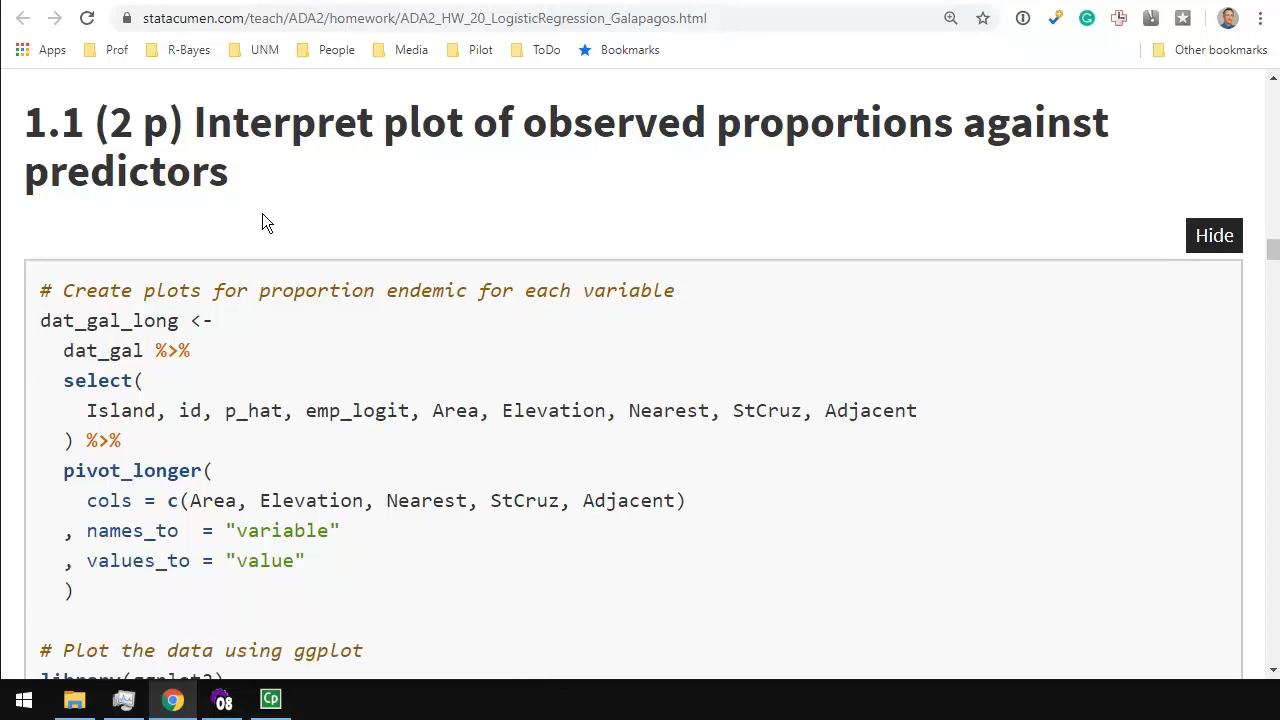 statacumen.com/teach/ADA2/homework/ADA2_HW_20_LogisticRegression_Galapagos.html
Apps Prof R-Bayes UNM People Media Pilot ToDo Bookmarks Other bookmarks
1.1 (2 p) Interpret plot of observed proportions against
predictors
Hide
# Create plots for proportion endemic for each variable
dat_gal_long <-
dat_gal %>%
select(
Island, id, p_hat, emp_logit, Area, Elevation, Nearest, StCruz, Adjacent
) %>%
pivot_longer(
cols = c(Area, Elevation, Nearest, StCruz, Adjacent)
, names_to = "variable"
, values_to = "value"
)
# Plot the data using ggplot
library(ggplot2)
08 Cp